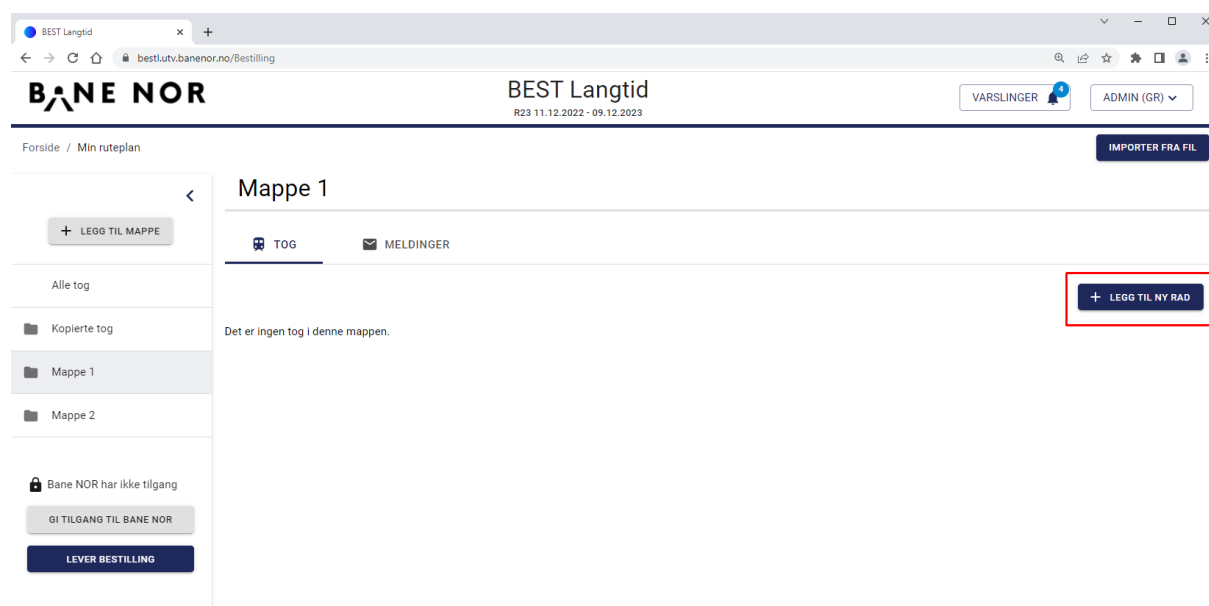 BEST Langtid
bestl.utv.banenor.no/Bestilling
BANE NOR
BEST Langtid
R23 11.12.2022 - 09.12.2023
VARSLINGER 4
ADMIN (GR)
Forside / Min ruteplan
IMPORTER FRA FIL
Mappe 1
+ LEGG TIL MAPPE
TOG
MELDINGER
Alle tog
+ LEGG TIL NY RAD
Kopierte tog
Det er ingen tog i denne mappen.
Mappe 1
Mappe 2
Bane NOR har ikke tilgang
GI TILGANG TIL BANE NOR
LEVER BESTILLING